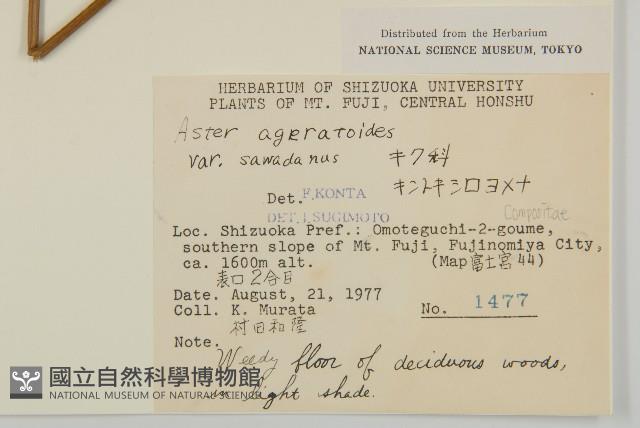 Distributed from the Herbarium
NATIONAL SCIENCE MUSEUM, TOKYO
HERBARIUM OF SHIZUOKA UNIVERSITY
PLANTS OF MT. FUJI, CENTRAL HONSHU
Aster ageratoides
var. sawadanus キク科
キントキシロヨメナ
Det. F. KONTA
DET. J. SUGIMOTO
Compositae
Loc. Shizuoka Pref.: Omoteguchi-2-goume,
southern slope of Mt. Fuji, Fujinomiya City,
ca. 1600m alt. (Map 富士宮 44)
表口2合目
Date. August, 21, 1977
Coll. K. Murata No. 1477
村田和隆
Note.
Weedy floor of deciduous woods,
light shade.
國立自然科學博物館
NATIONAL MUSEUM OF NATURAL SCIENCE